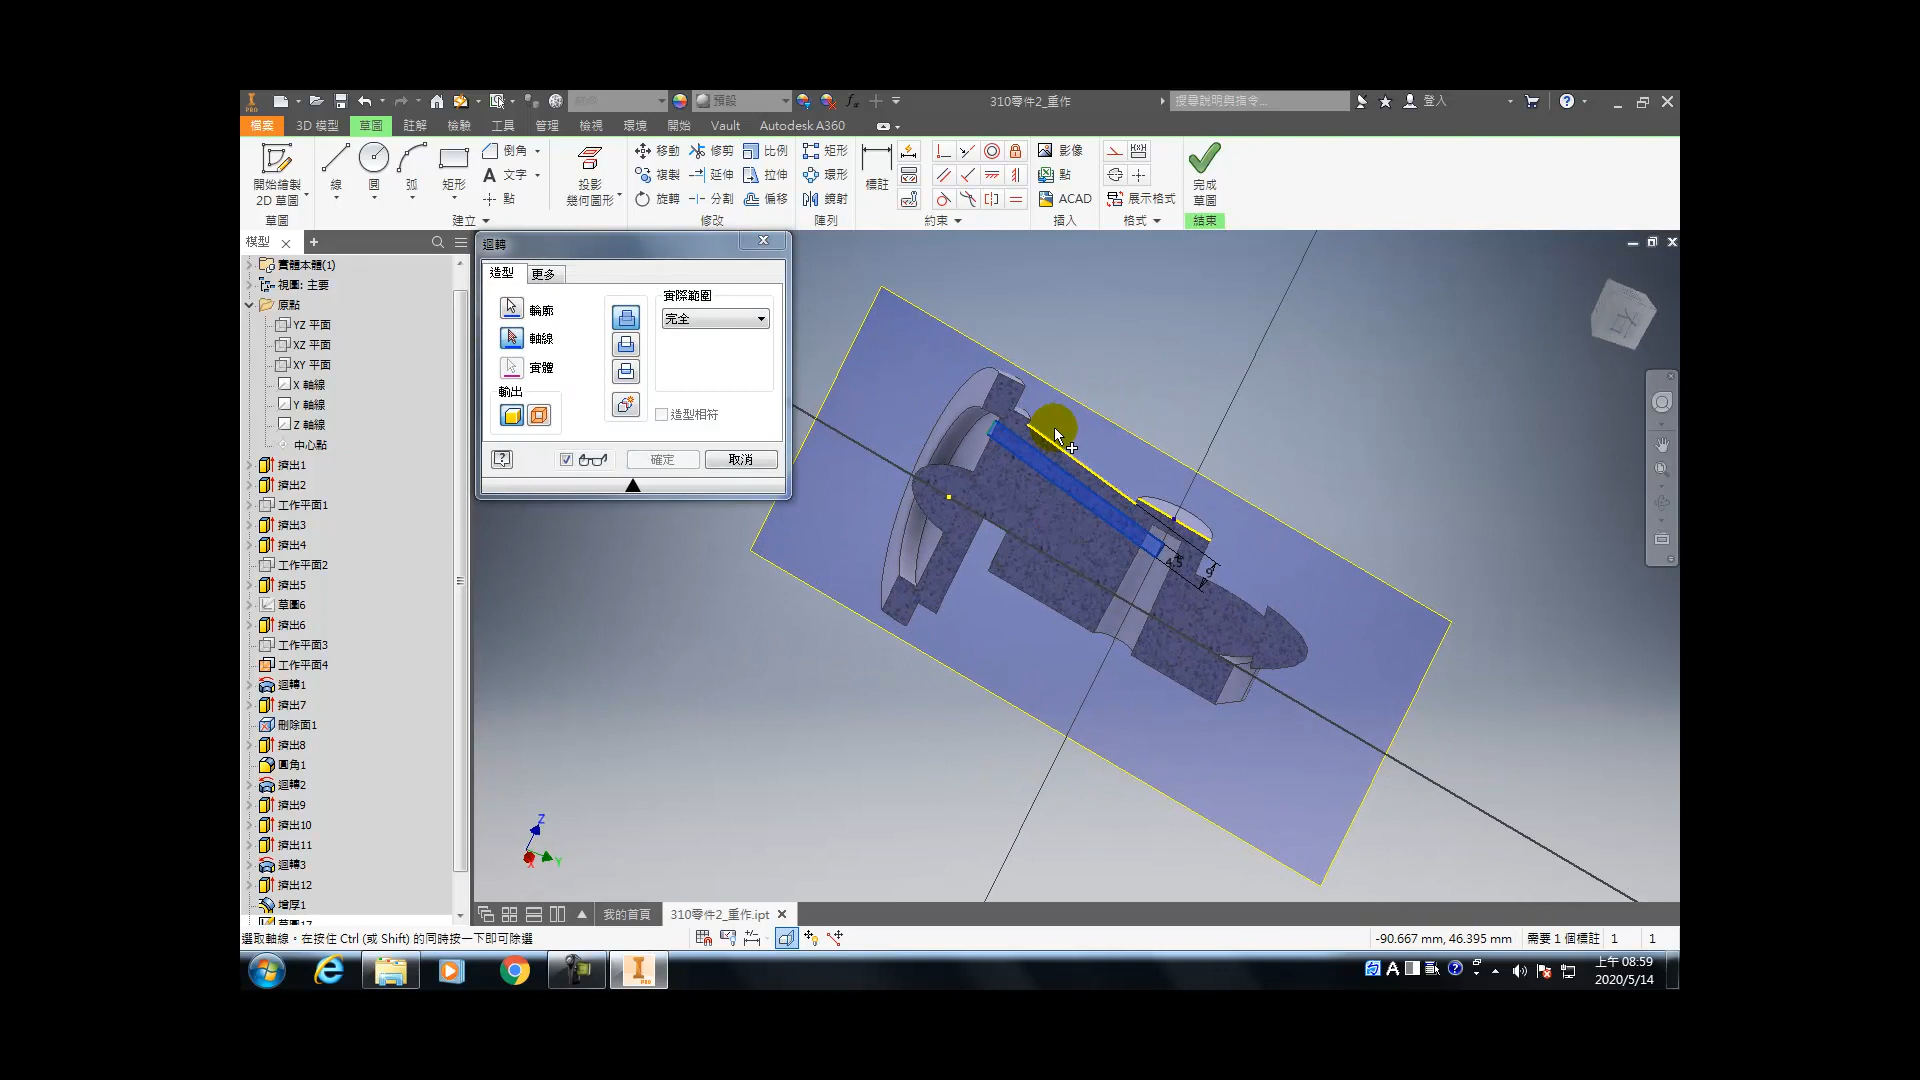 PRO
預設
310零件2_重作
搜尋說明與指令...
登入
檔案
3D 模型
草圖
註解
檢驗
工具
管理
檢視
環境
開始
Vault
Autodesk A360
開始繪製
2D 草圖
線
圓
弧
矩形
倒角
文字
點
投影
幾何圖形
移動
修剪
比例
複製
延伸
拉伸
旋轉
分割
偏移
矩形
環形
鏡射
標註
影像
點
ACAD
展示格式
完成
草圖
草圖
建立
修改
陣列
約束
插入
格式
結束
模型
實體本體(1)
視圖: 主要
原點
YZ 平面
XZ 平面
XY 平面
X 軸線
Y 軸線
Z 軸線
中心點
擠出1
擠出2
工作平面1
擠出3
擠出4
工作平面2
擠出5
草圖6
擠出6
工作平面3
工作平面4
迴轉1
擠出7
刪除面1
擠出8
圓角1
迴轉2
擠出9
擠出10
擠出11
迴轉3
擠出12
增厚1
草圖17
迴轉
造型
更多
輪廓
軸線
實體
輸出
實際範圍
完全
造型相符
確定
取消
4.5
9
Z
Y
X
我的首頁
310零件2_重作.ipt
選取軸線。在按住 Ctrl (或 Shift) 的同時按一下即可除選
-90.667 mm, 46.395 mm
需要 1 個標註
1
1
上午 08:59
2020/5/14